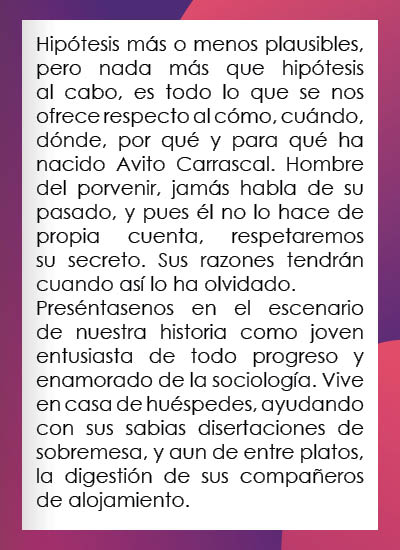 Hipótesis más o menos plausibles,
pero nada más que hipótesis
al cabo, es todo lo que se nos
ofrece respecto al cómo, cuándo,
dónde, por qué y para qué ha
nacido Avito Carrascal. Hombre
del porvenir, jamás habla de su
pasado, y pues él no lo hace de
propia cuenta, respetaremos
su secreto. Sus razones tendrán
cuando así lo ha olvidado.
Preséntasenos en el escenario
de nuestra historia como joven
entusiasta de todo progreso y
enamorado de la sociología. Vive
en casa de huéspedes, ayudando
con sus sabias disertaciones de
sobremesa, y aun de entre platos,
la digestión de sus compañeros
de alojamiento.